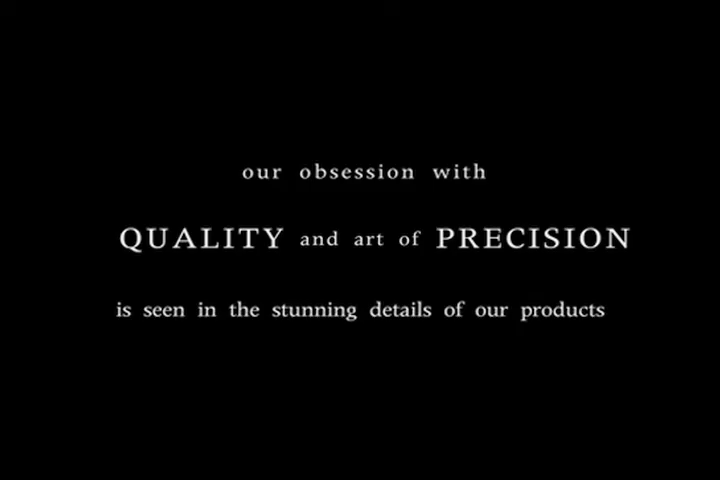 our obsession with
QUALITY and art of PRECISION
is seen in the stunning details of our products